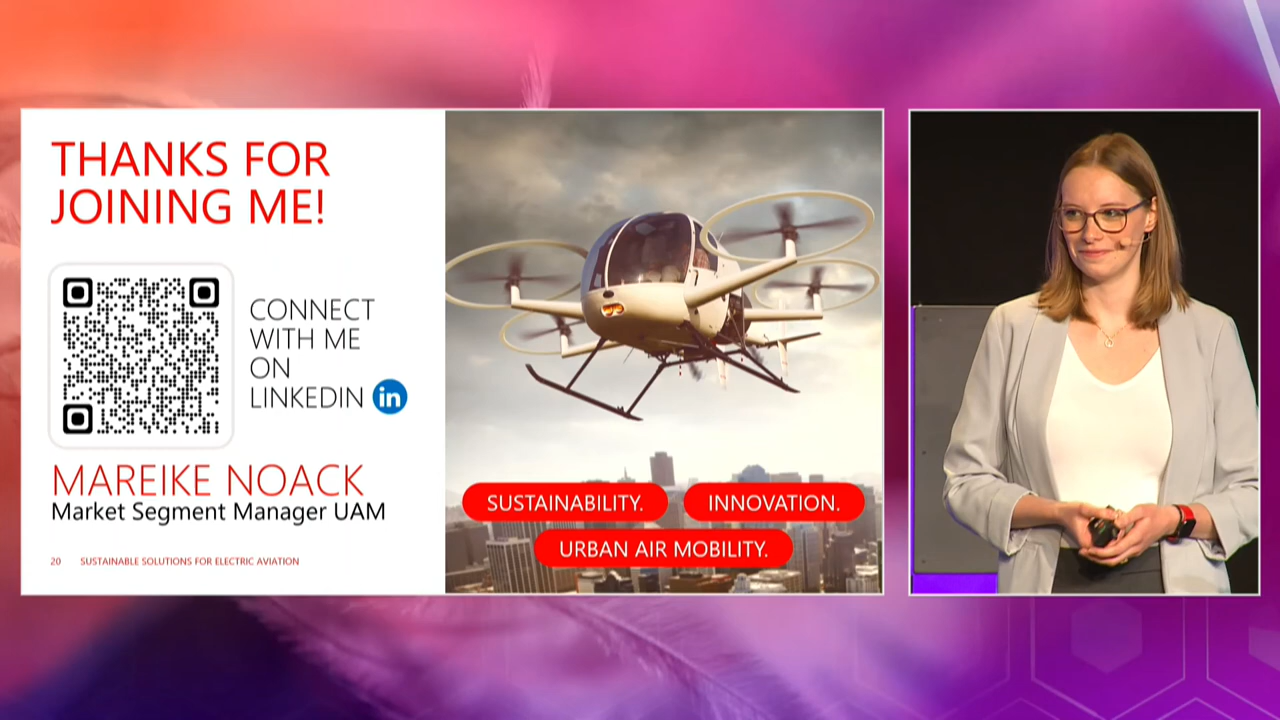 THANKS FOR
JOINING ME!
CONNECT
WITH ME
ON
LINKEDIN in
MAREIKE NOACK
Market Segment Manager UAM
20 SUSTAINABLE SOLUTIONS FOR ELECTRIC AVIATION
SUSTAINABILITY. INNOVATION.
URBAN AIR MOBILITY.